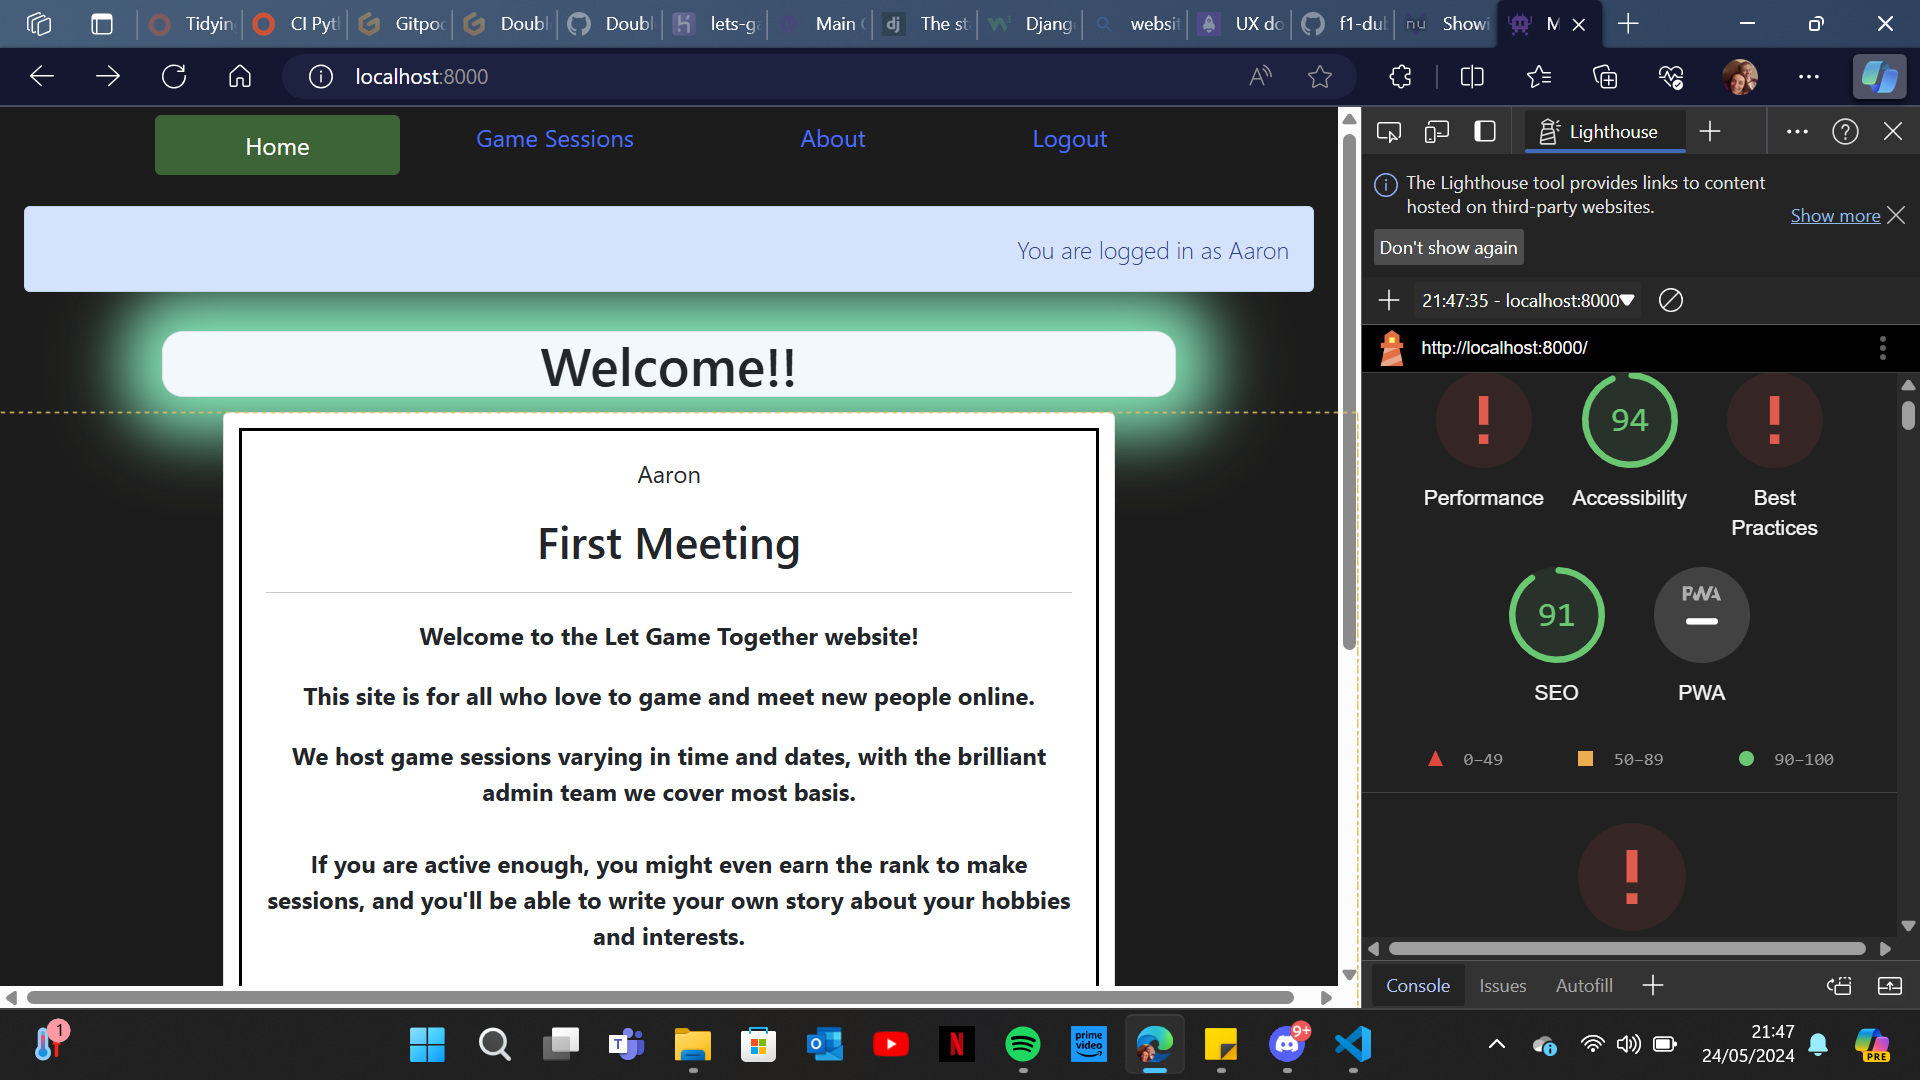 Tidyin
CI Pyt
Gitpoc
Doubl
Doubl
lets-ga
Main
The st
Djang
websit
UX do
f1-dul
Showi
M
localhost:8000
Home
Game Sessions
About
Logout
You are logged in as Aaron
Welcome!!
Aaron
First Meeting
Welcome to the Let Game Together website!
This site is for all who love to game and meet new people online.
We host game sessions varying in time and dates, with the brilliant
admin team we cover most basis.
If you are active enough, you might even earn the rank to make
sessions, and you'll be able to write your own story about your hobbies
and interests.
Lighthouse
The Lighthouse tool provides links to content
hosted on third-party websites.
Show more
Don't show again
21:47:35 - localhost:8000
http://localhost:8000/
94
Performance
Accessibility
Best
Practices
91
PWA
SEO
PWA
0–49
50–89
90–100
Console
Issues
Autofill
1
prime
video
9+
21:47
24/05/2024
PRE